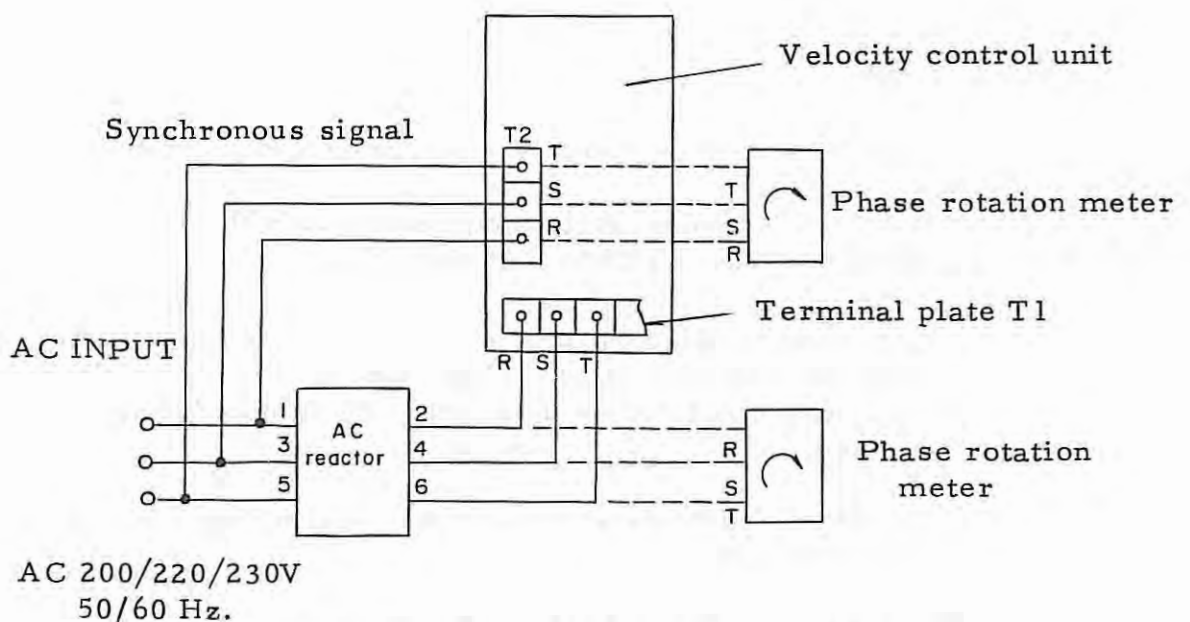 Velocity control unit
Synchronous signal
T2
T
S
R
T
S
R
Phase rotation meter
Terminal plate T1
AC INPUT
R S T
1
3
5
AC
reactor
2
4
6
R
S
T
Phase rotation
meter
AC 200/220/230V
50/60 Hz.